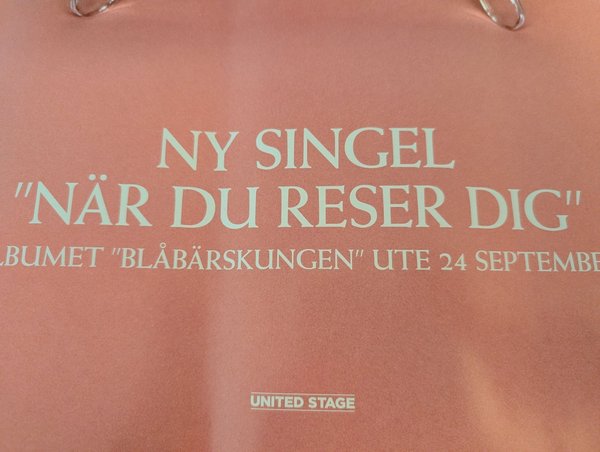 NY SINGEL
"NÄR DU RESER DIG"
LBUMET "BLÅBÄRSKUNGEN" UTE 24 SEPTEMBE
UNITED STAGE